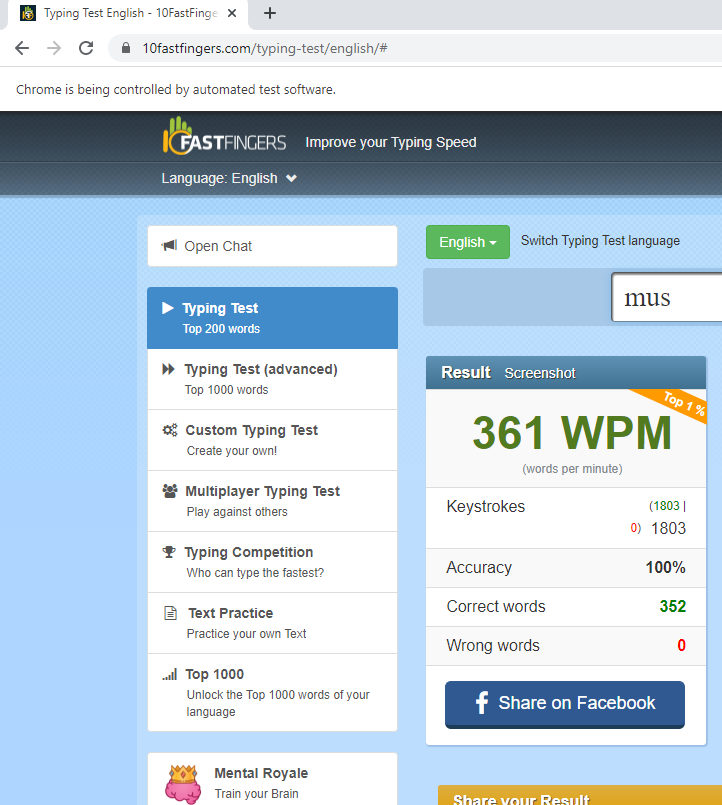 Typing Test English - 10FastFinge
10fastfingers.com/typing-test/english/#
Chrome is being controlled by automated test software.
10FASTFINGERS
Improve your Typing Speed
Language: English
Open Chat
English
Switch Typing Test language
mus
Typing Test
Top 200 words
Typing Test (advanced)
Top 1000 words
Custom Typing Test
Create your own!
Multiplayer Typing Test
Play against others
Typing Competition
Who can type the fastest?
Text Practice
Practice your own Text
Top 1000
Unlock the Top 1000 words of your
language
Mental Royale
Train your Brain
Result Screenshot
Top 1 %
361 WPM
(words per minute)
Keystrokes
(1803 |
0) 1803
Accuracy 100%
Correct words 352
Wrong words 0
Share on Facebook
Share your Result